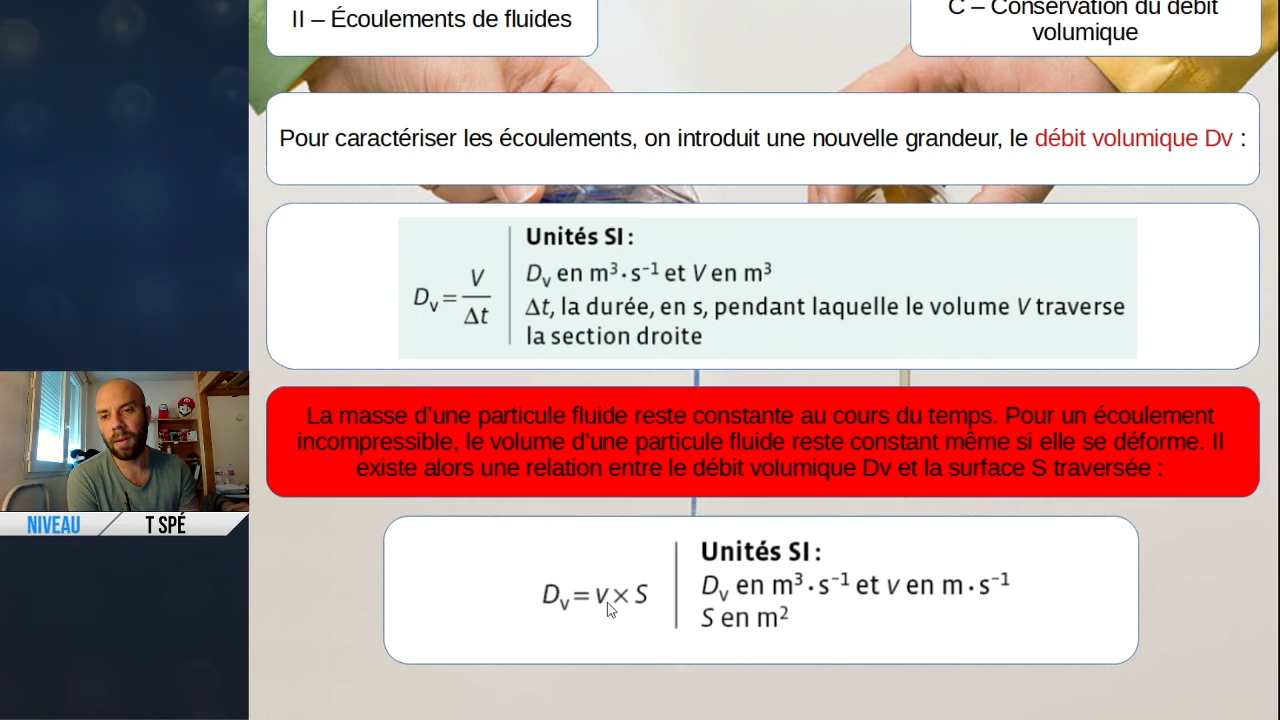 II – Écoulements de fluides
C – Conservation du débit
volumique
Pour caractériser les écoulements, on introduit une nouvelle grandeur, le débit volumique Dv :
Dv = V / Δt
Unités SI :
Dv en m³·s⁻¹ et V en m³
Δt, la durée, en s, pendant laquelle le volume V traverse
la section droite
La masse d’une particule fluide reste constante au cours du temps. Pour un écoulement
incompressible, le volume d’une particule fluide reste constant même si elle se déforme. Il
existe alors une relation entre le débit volumique Dv et la surface S traversée :
Dv = v × S
Unités SI :
Dv en m³·s⁻¹ et v en m·s⁻¹
S en m²
NIVEAU / T SPÉ